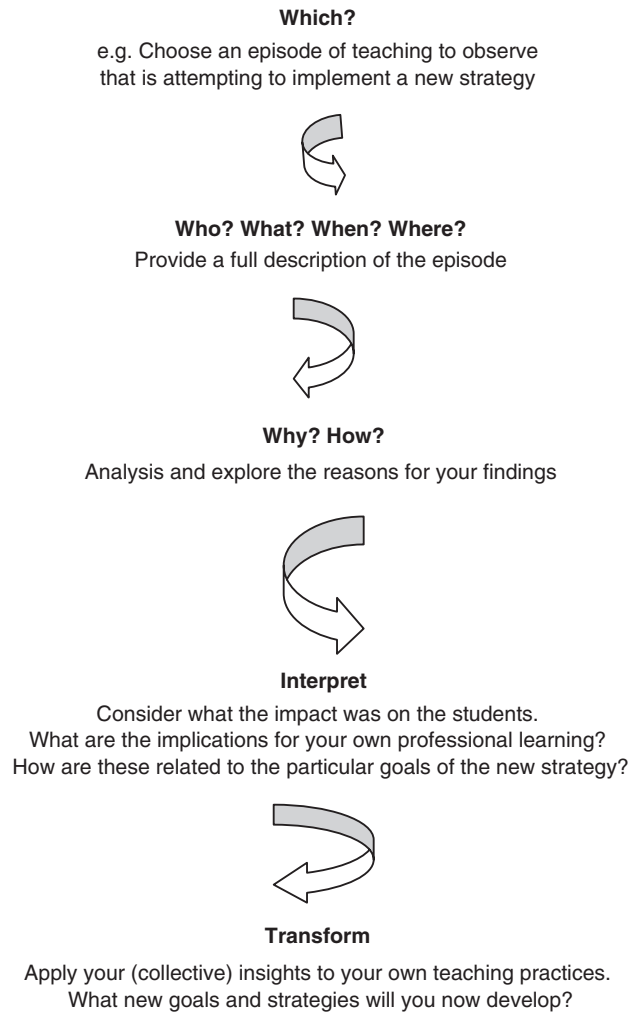 Which?
e.g. Choose an episode of teaching to observe
that is attempting to implement a new strategy
Who? What? When? Where?
Provide a full description of the episode
Why? How?
Analysis and explore the reasons for your findings
Interpret
Consider what the impact was on the students.
What are the implications for your own professional learning?
How are these related to the particular goals of the new strategy?
Transform
Apply your (collective) insights to your own teaching practices.
What new goals and strategies will you now develop?